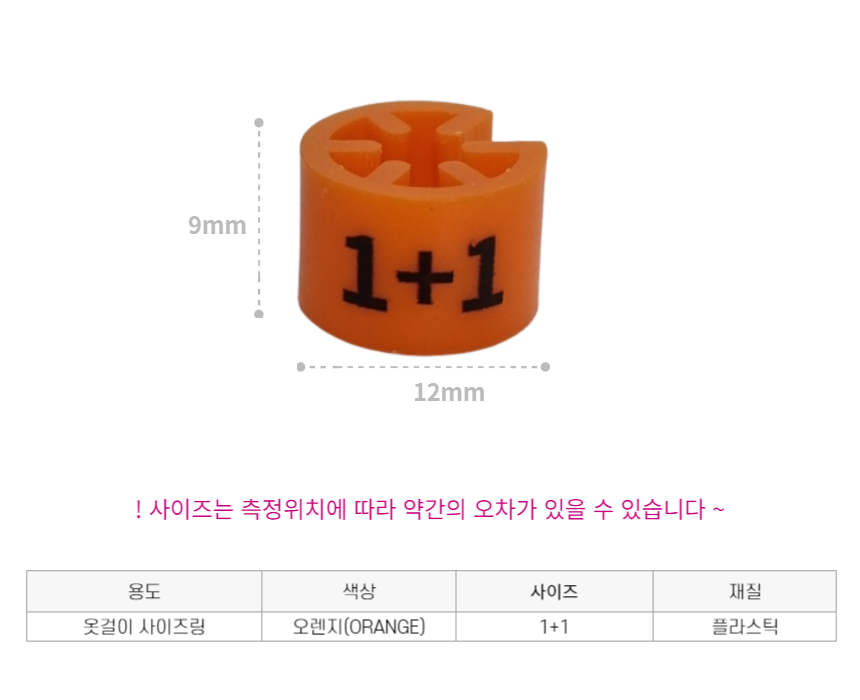 9mm
1+1
12mm
! 사이즈는 측정위치에 따라 약간의 오차가 있을 수 있습니다 ~
용도 색상 사이즈 재질
옷걸이 사이즈링 오렌지(ORANGE) 1+1 플라스틱